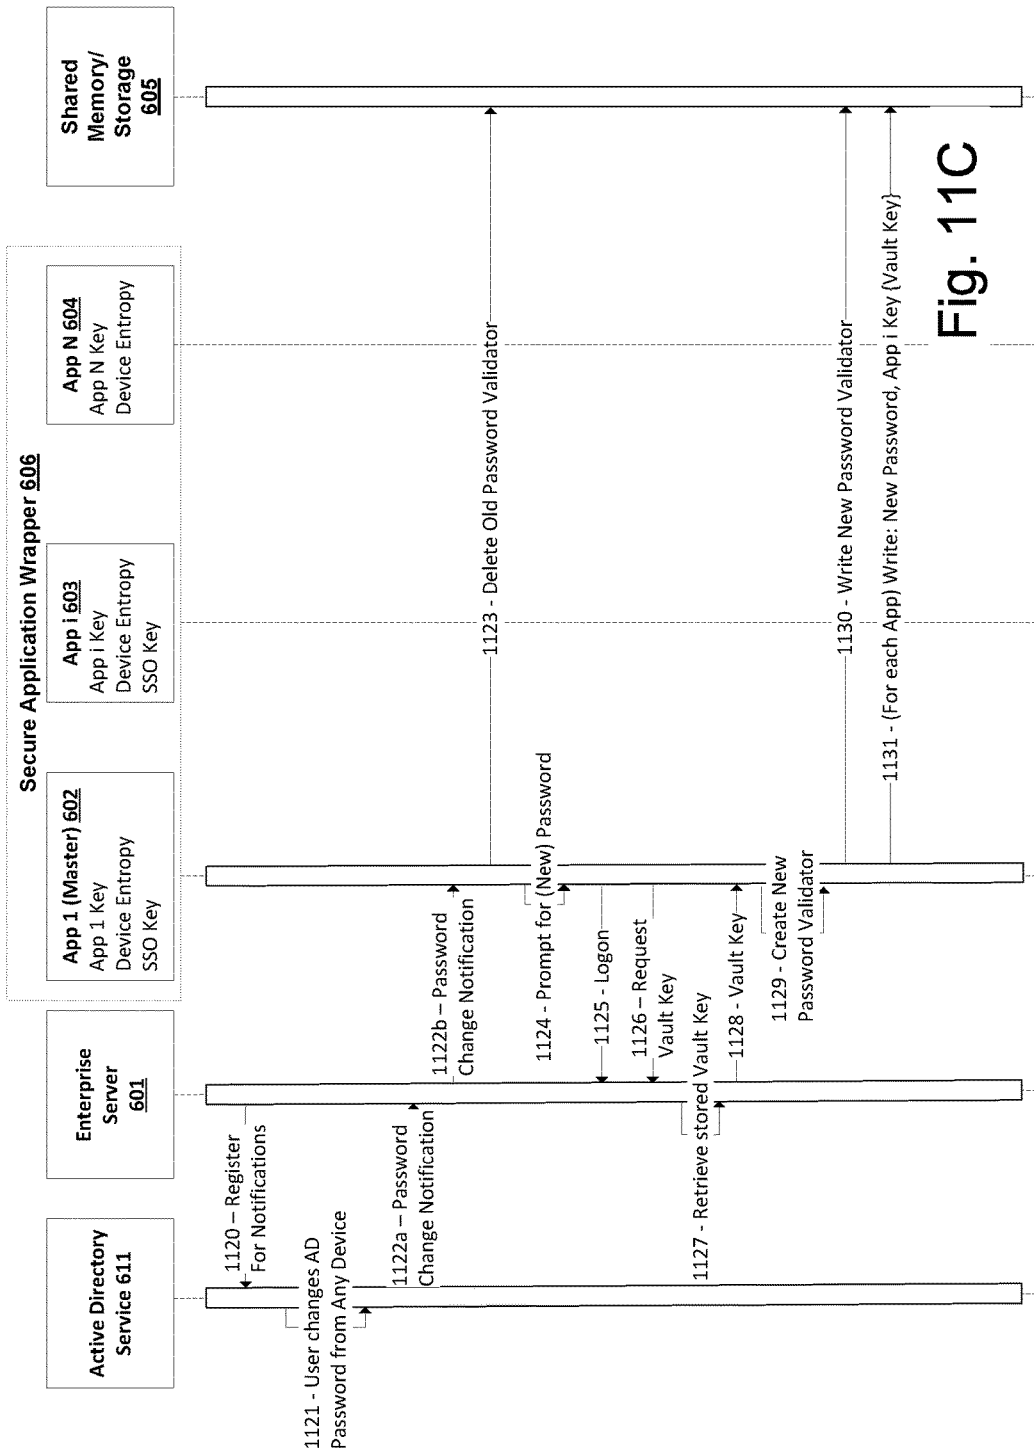 Secure Application Wrapper 606
Active Directory
Service 611
Enterprise
Server
601
App 1 (Master) 602
App 1 Key
Device Entropy
SSO Key
App i 603
App i Key
Device Entropy
SSO Key
App N 604
App N Key
Device Entropy
Shared
Memory/
Storage
605
1120 – Register
For Notifications
1121 - User changes AD
Password from Any Device
1122a – Password
Change Notification
1122b – Password
Change Notification
1123 - Delete Old Password Validator
1124 - Prompt for (New) Password
1125 - Logon
1126 – Request
Vault Key
1127 - Retrieve stored Vault Key
1128 – Vault Key
1129 - Create New
Password Validator
1130 - Write New Password Validator
1131 - (For each App) Write: New Password, App i Key {Vault Key}
Fig. 11C